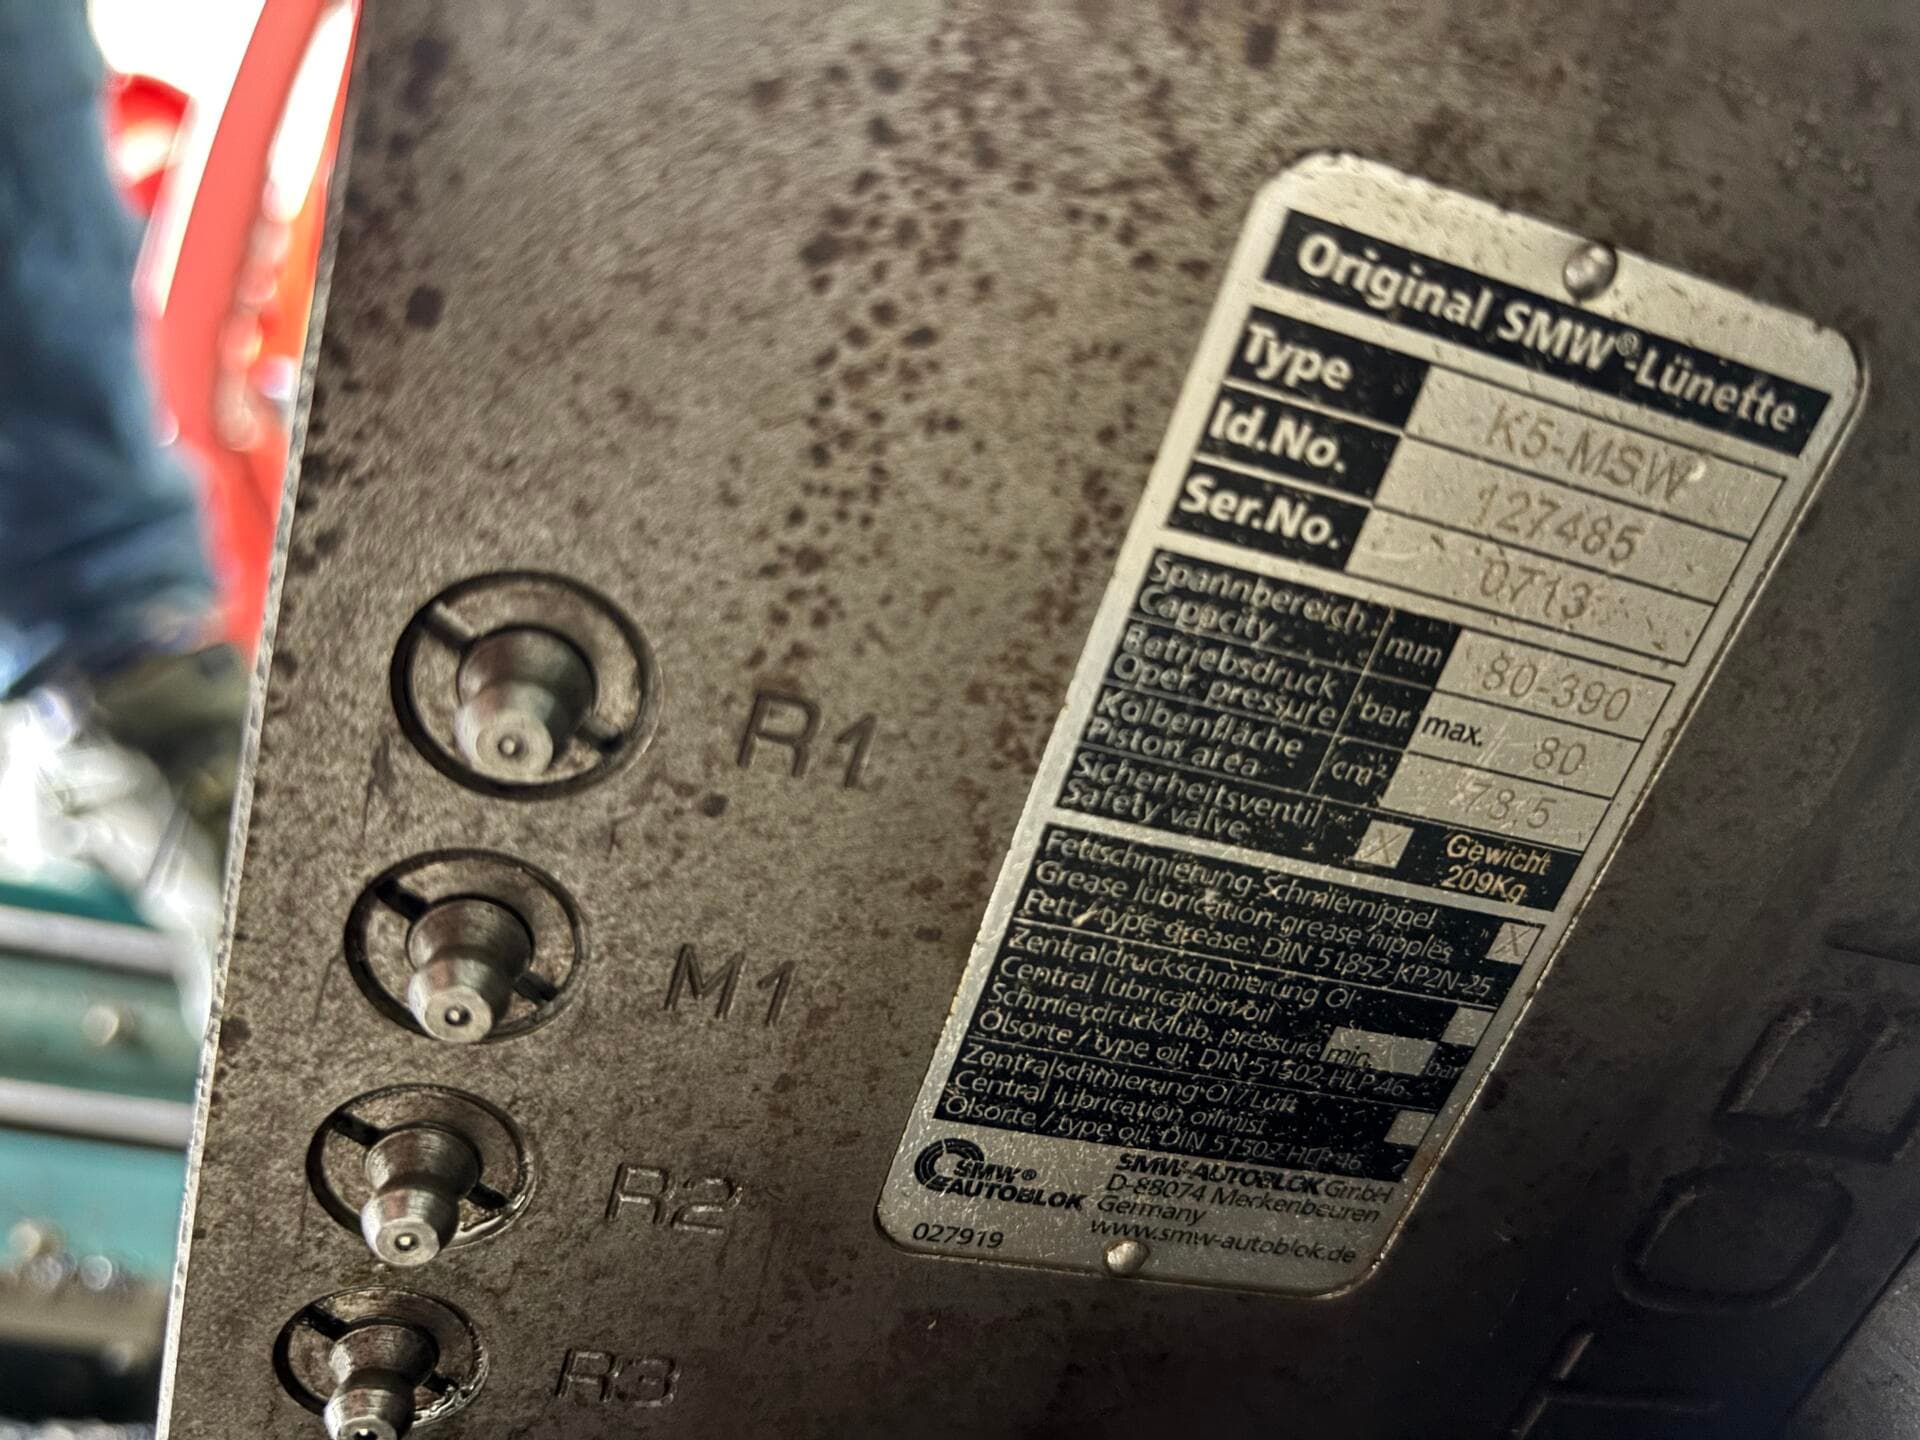 Original SMW®-Lünette
Type K5-MSW
Id.No. 127485
Ser.No. 0713
Spannbereich
Capacity mm 80-390
Betriebsdruck
Oper. pressure bar max. 80
Kolbenfläche
Piston area cm² 78,5
Sicherheitsventil
Safety valve X
Gewicht
209Kg
Fettschmierung-Schmiernippel
Grease lubrication-grease nipples X
Fett / type grease: DIN 51852-KP2N-25
Zentraldruckschmierung Öl
Central lubrication oil
Schmierdruck/lub. pressure min. bar
Ölsorte / type oil: DIN 51502-HLP 46
Zentralschmierung Öl / Luft
Central lubrication oilmist
Ölsorte / type oil: DIN 51502-HLP 46
SMW®
AUTOBLOK
SMW-AUTOBLOK GmbH
D-88074 Meckenbeuren
Germany
www.smw-autoblok.de
027919
R1
M1
R2
R3